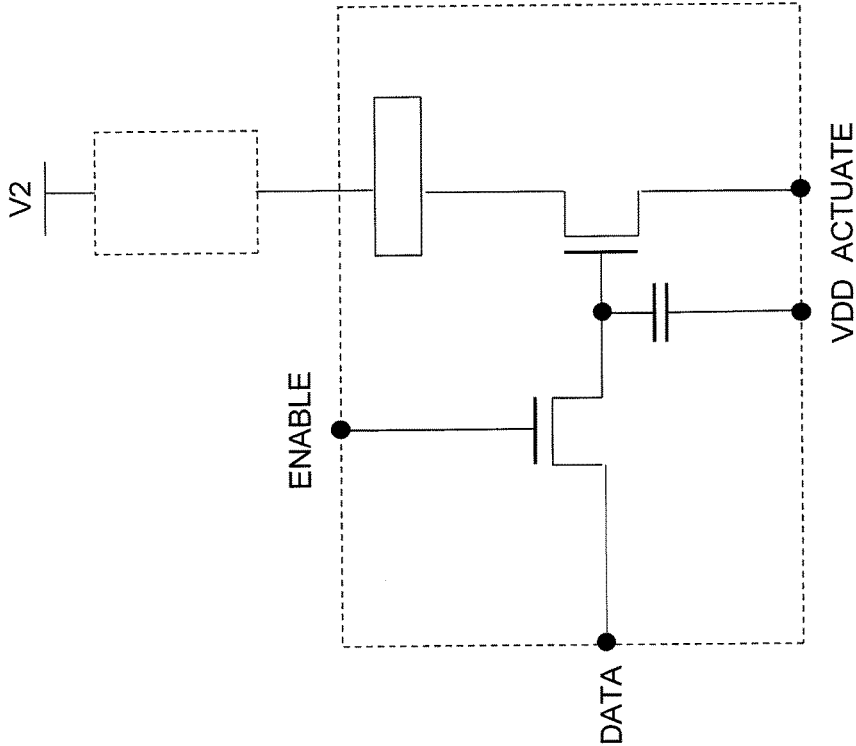 V2
ENABLE
DATA
VDD
ACTUATE